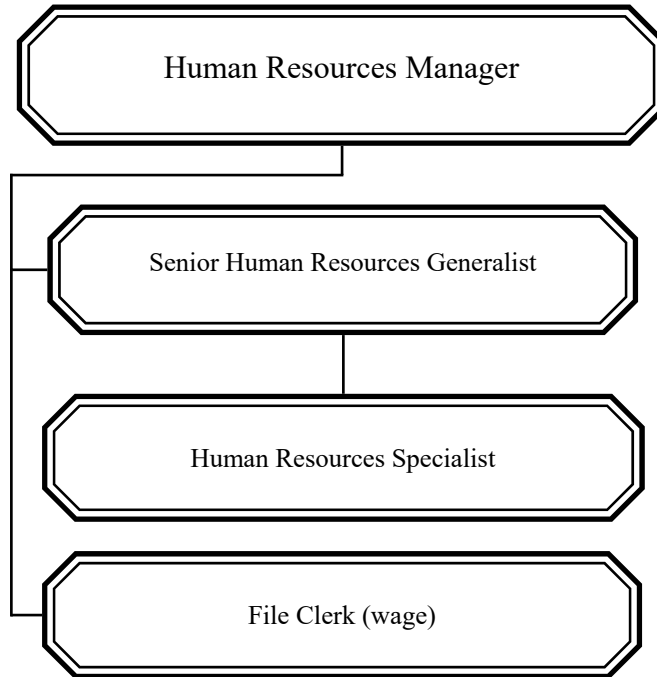 Human Resources Manager
Senior Human Resources Generalist
Human Resources Specialist
File Clerk (wage)